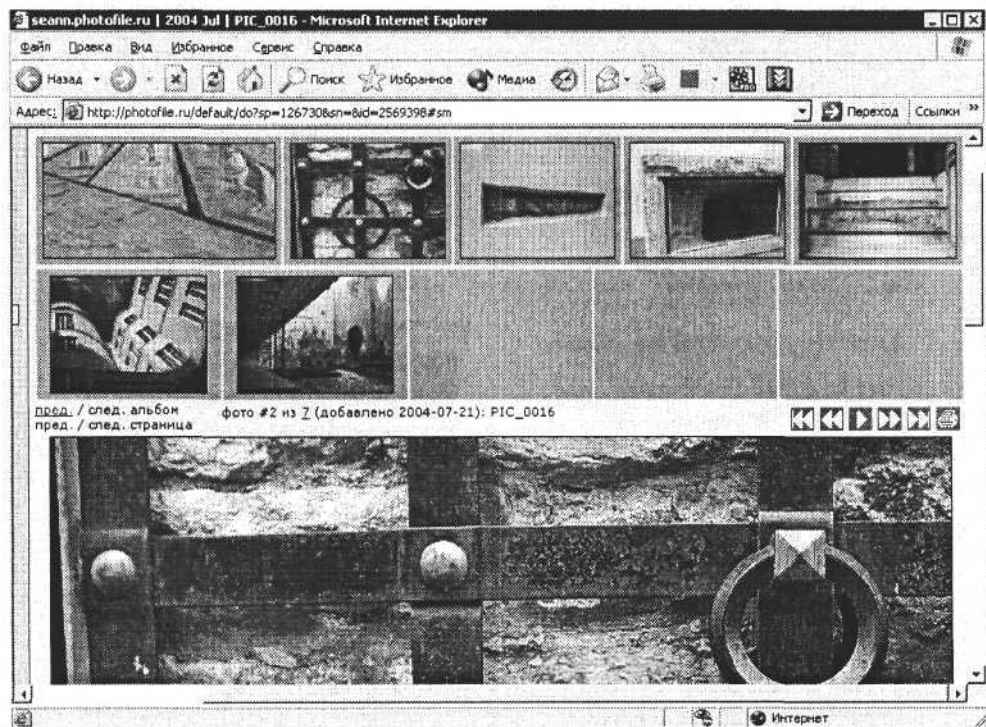 seann.photofile.ru | 2004 Jul | PIC_0016 - Microsoft Internet Explorer
Файл Правка Вид Избранное Сервис Справка
Назад Поиск Избранное Медиа
Адрес: http://photofile.ru/default/do?sp=126730&sn=&id=2569398#sm Переход Ссылки »
пред. / след. альбом фото #2 из 7 (добавлено 2004-07-21): PIC_0016
пред. / след. страница
Интернет